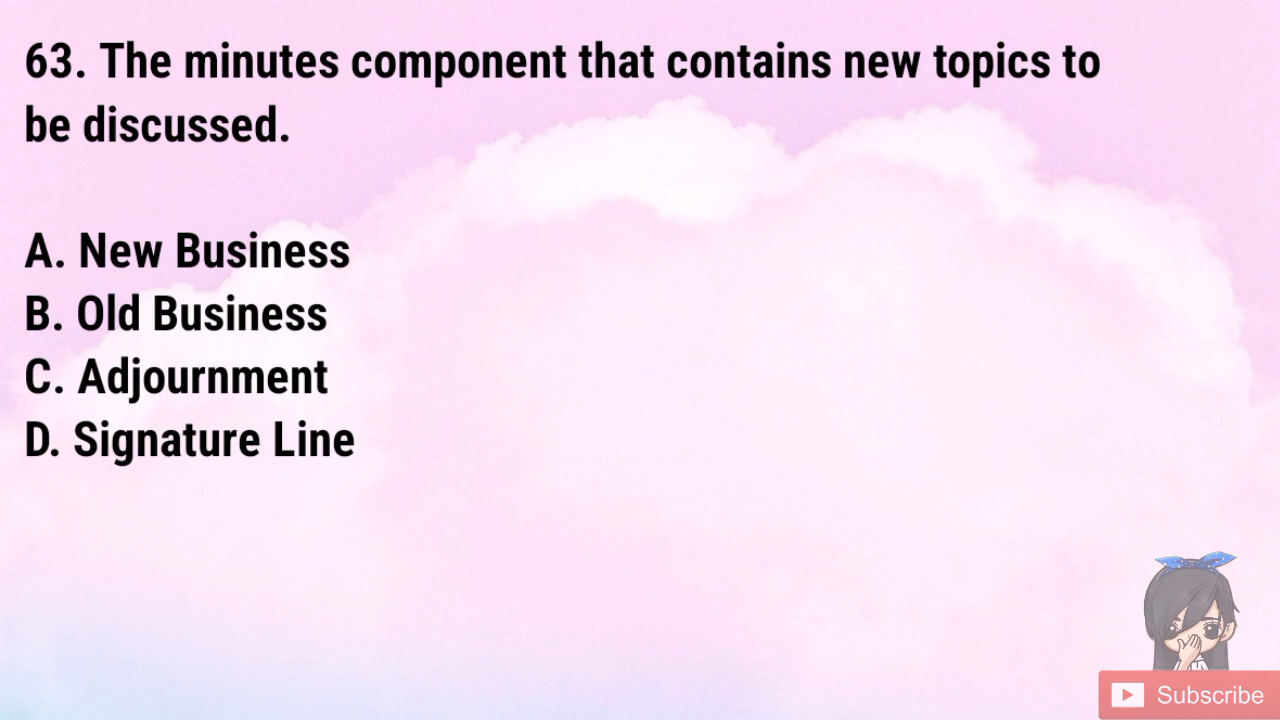 63. The minutes component that contains new topics to
be discussed.
A. New Business
B. Old Business
C. Adjournment
D. Signature Line
Subscribe